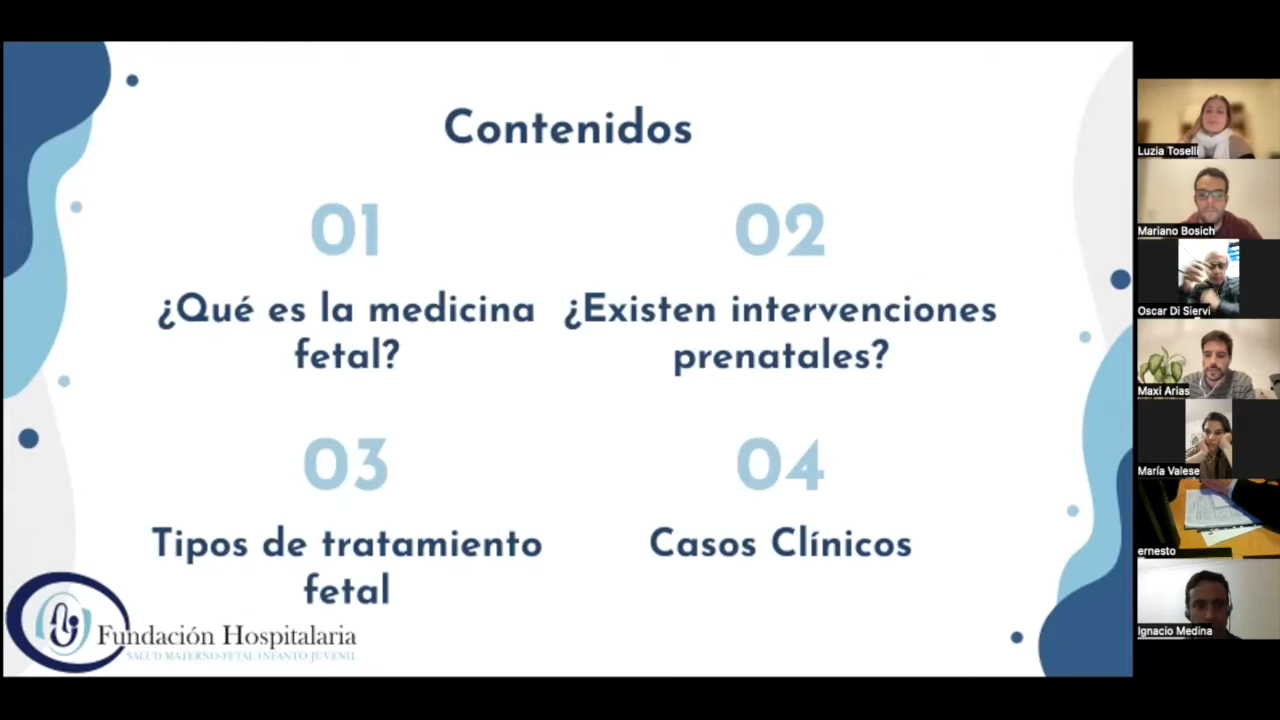 Contenidos
01
02
¿Qué es la medicina
fetal?
¿Existen intervenciones
prenatales?
03
04
Tipos de tratamiento
fetal
Casos Clínicos
Fundación Hospitalaria
SALUD MATERNO-FETAL INFANTO JUVENIL
Luzia Toselli
Mariano Bosich
Oscar Di Siervi
Maxi Arias
María Valese
ernesto
Ignacio Medina